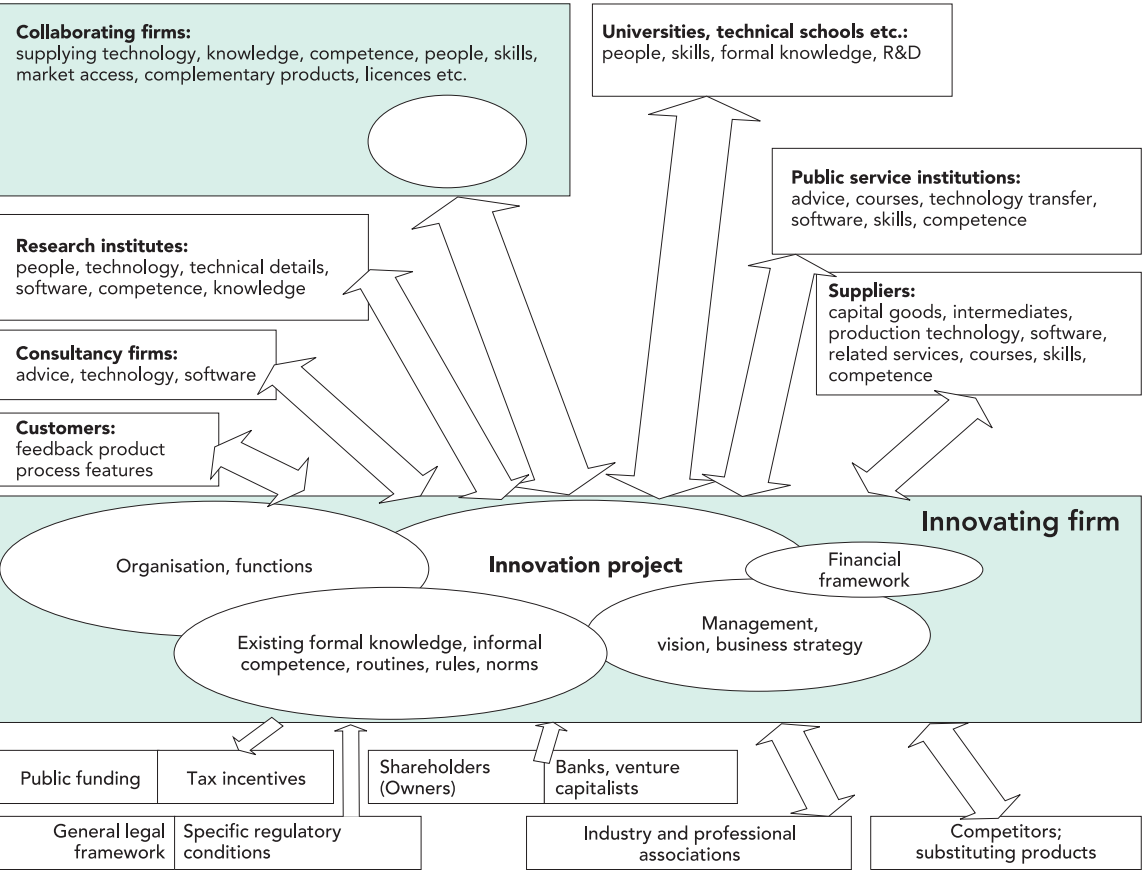 Collaborating firms:
supplying technology, knowledge, competence, people, skills,
market access, complementary products, licences etc.
Universities, technical schools etc.:
people, skills, formal knowledge, R&D
Public service institutions:
advice, courses, technology transfer,
software, skills, competence
Research institutes:
people, technology, technical details,
software, competence, knowledge
Suppliers:
capital goods, intermediates,
production technology, software,
related services, courses, skills,
competence
Consultancy firms:
advice, technology, software
Customers:
feedback product
process features
Innovating firm
Organisation, functions
Innovation project
Financial
framework
Existing formal knowledge, informal
competence, routines, rules, norms
Management,
vision, business strategy
Public funding
Tax incentives
Shareholders
(Owners)
Banks, venture
capitalists
General legal
framework
Specific regulatory
conditions
Industry and professional
associations
Competitors;
substituting products